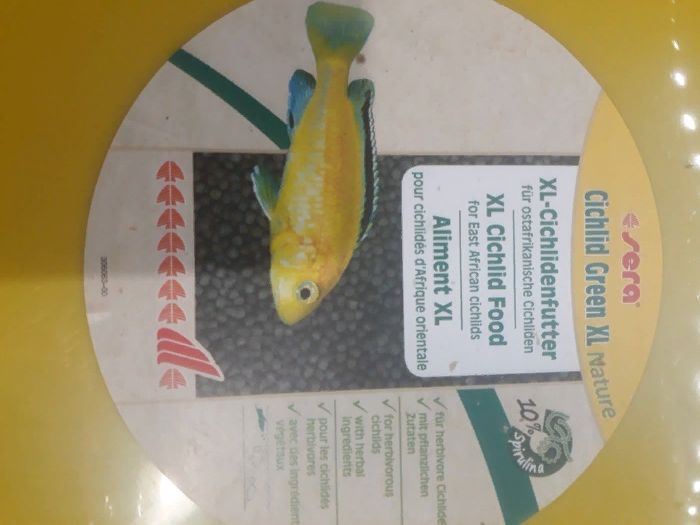 sera
Cichlid Green XL Nature
XL-Cichlidenfutter
für ostafrikanische Cichliden
XL Cichlid Food
for East African cichlids
Aliment XL
pour cichlidés d'Afrique orientale
10%
Spirulina
✓ für herbivore Cichlide
✓ mit pflanzlichen
Zutaten
✓ for herbivorous
cichlids
✓ with herbal
ingredients
✓ pour les cichlidés
herbivores
✓ avec des ingrédient
végétaux